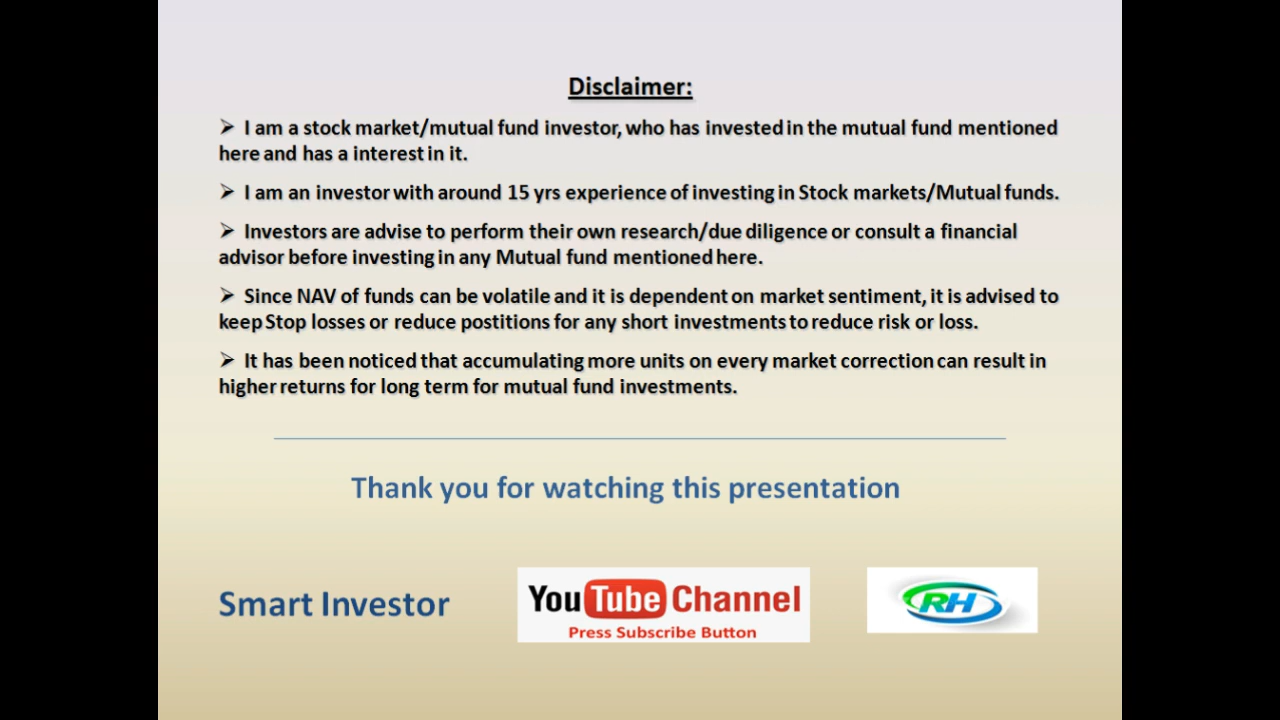 Disclaimer:
➢ I am a stock market/mutual fund investor, who has invested in the mutual fund mentioned
here and has a interest in it.
➢ I am an investor with around 15 yrs experience of investing in Stock markets/Mutual funds.
➢ Investors are advise to perform their own research/due diligence or consult a financial
advisor before investing in any Mutual fund mentioned here.
➢ Since NAV of funds can be volatile and it is dependent on market sentiment, it is advised to
keep Stop losses or reduce postitions for any short investments to reduce risk or loss.
➢ It has been noticed that accumulating more units on every market correction can result in
higher returns for long term for mutual fund investments.
Thank you for watching this presentation
Smart Investor
YouTube Channel
Press Subscribe Button
RH